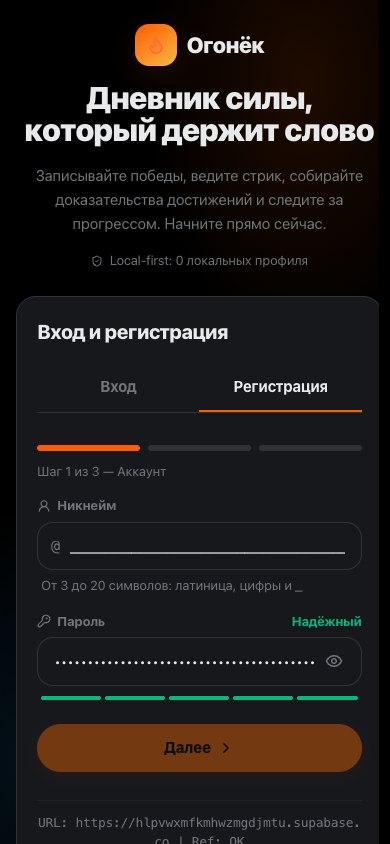 Огонёк
Дневник силы,
который держит слово
Записывайте победы, ведите стрик, собирайте
доказательства достижений и следите за
прогрессом. Начните прямо сейчас.
Local-first: 0 локальных профиля
Вход и регистрация
Вход
Регистрация
Шаг 1 из 3 — Аккаунт
Никнейм
@ ____________________
От 3 до 20 символов: латиница, цифры и _
Пароль
Надёжный
••••••••••••••••••••••••••••••••
Далее
URL: https://hlpvwxmfkmhwzmgdjmtu.supabase.
co | Ref: OK